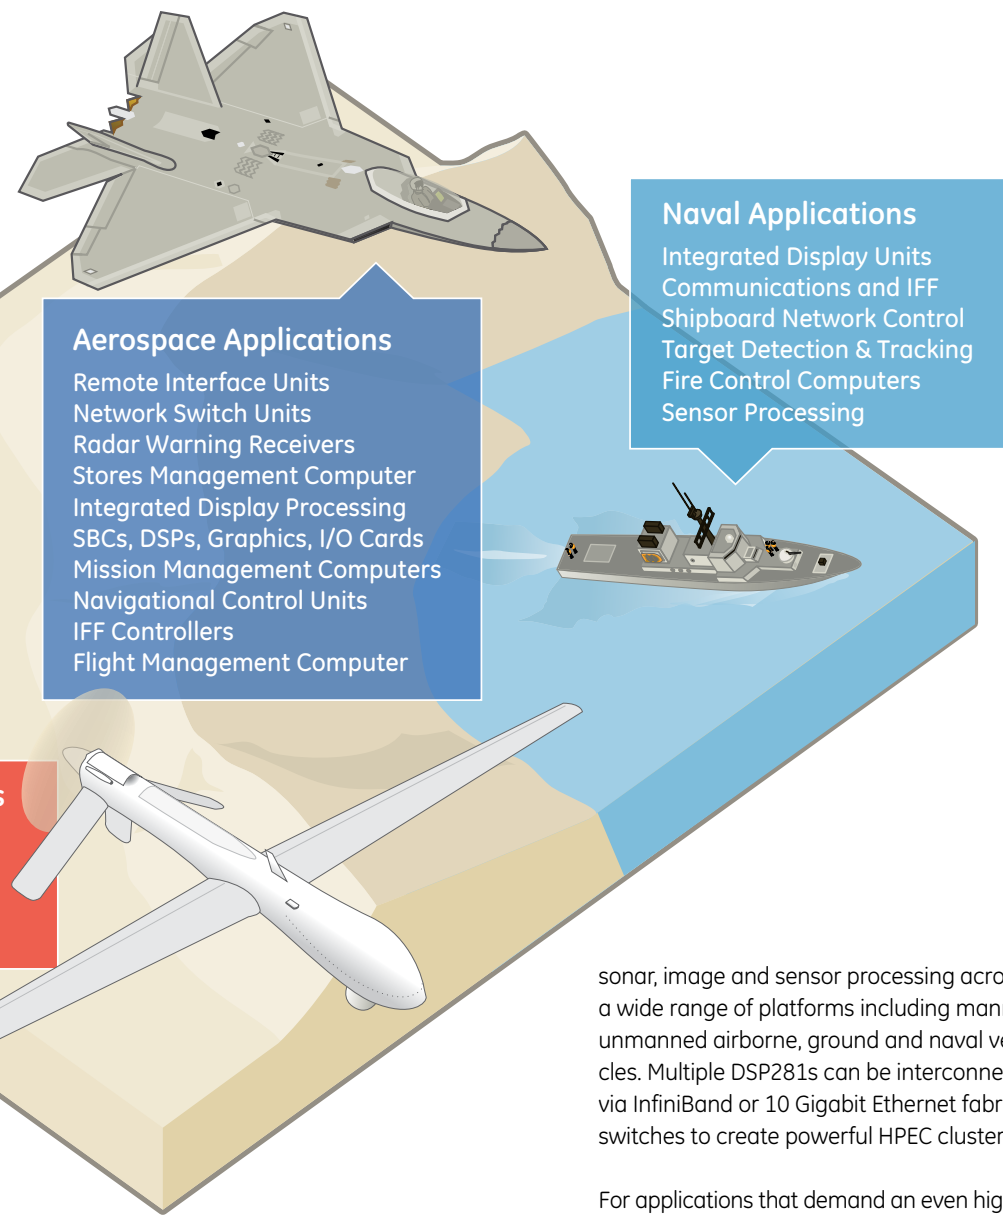 Naval Applications
Integrated Display Units
Communications and IFF
Shipboard Network Control
Target Detection & Tracking
Fire Control Computers
Sensor Processing
Aerospace Applications
Remote Interface Units
Network Switch Units
Radar Warning Receivers
Stores Management Computer
Integrated Display Processing
SBCs, DSPs, Graphics, I/O Cards
Mission Management Computers
Navigational Control Units
IFF Controllers
Flight Management Computer
s
sonar, image and sensor processing acro
a wide range of platforms including man
unmanned airborne, ground and naval ve
cles. Multiple DSP281s can be interconne
via InfiniBand or 10 Gigabit Ethernet fabr
switches to create powerful HPEC cluster
For applications that demand an even hig